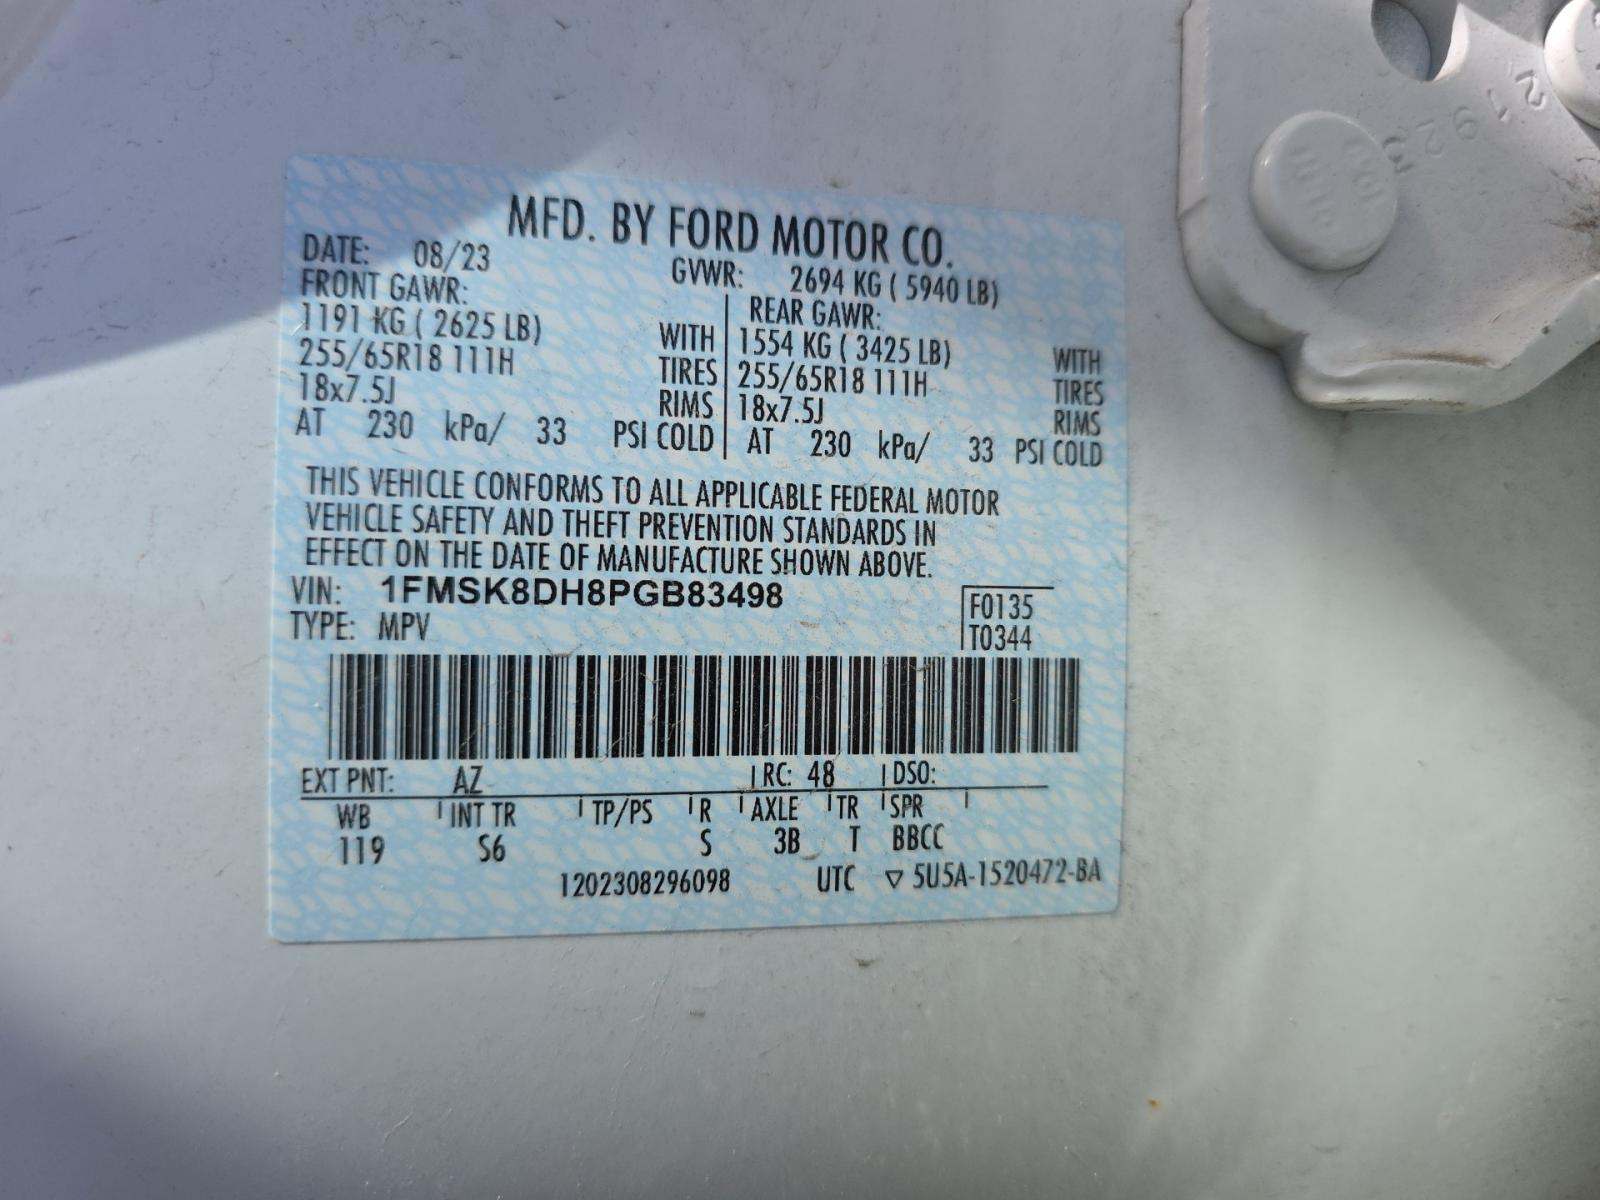 MFD. BY FORD MOTOR CO.
DATE: 08/23 GVWR: 2694 KG ( 5940 LB)
FRONT GAWR: REAR GAWR:
1191 KG ( 2625 LB) WITH 1554 KG ( 3425 LB) WITH
255/65R18 111H TIRES 255/65R18 111H TIRES
18x7.5J RIMS 18x7.5J RIMS
AT 230 kPa/ 33 PSI COLD AT 230 kPa/ 33 PSI COLD
THIS VEHICLE CONFORMS TO ALL APPLICABLE FEDERAL MOTOR
VEHICLE SAFETY AND THEFT PREVENTION STANDARDS IN
EFFECT ON THE DATE OF MANUFACTURE SHOWN ABOVE.
VIN: 1FMSK8DH8PGB83498 F0135
TYPE: MPV T0344
EXT PNT: AZ RC: 48 DSO:
WB INT TR TP/PS R AXLE TR SPR
119 S6 S 3B T BBCC
1202308296098 UTC ▽ 5U5A-1520472-BA